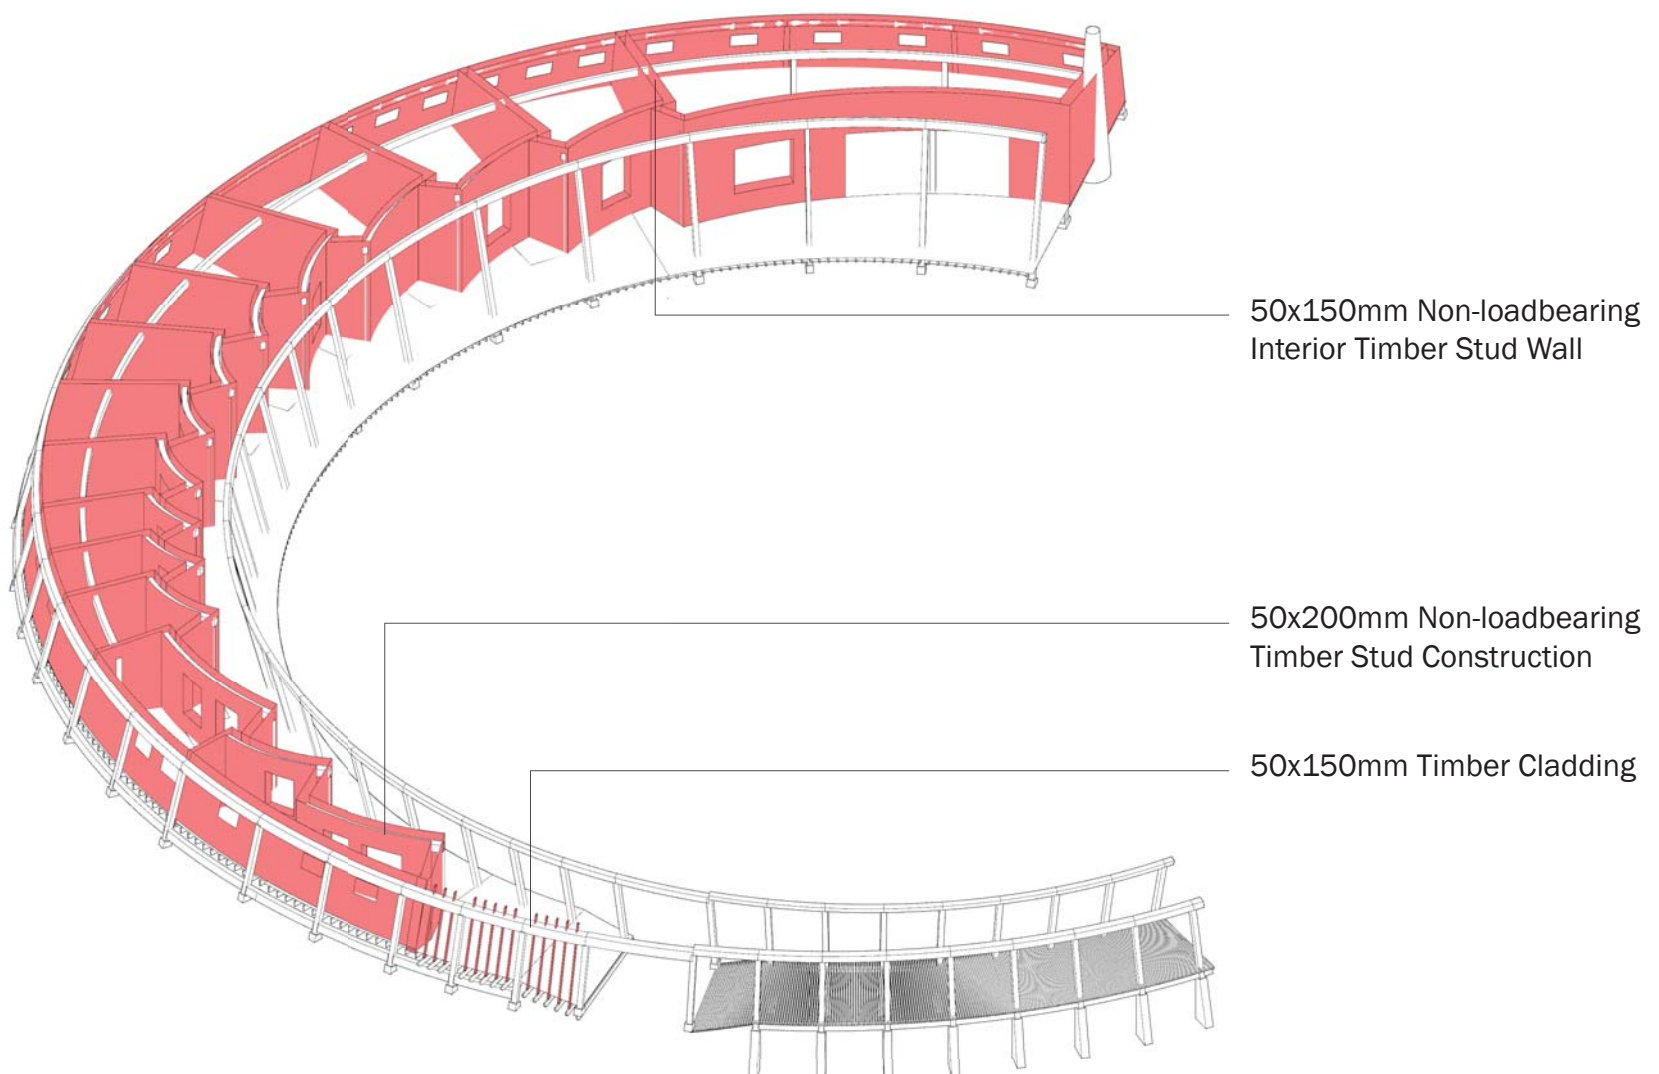 50x150mm Non-loadbearing
Interior Timber Stud Wall
50x200mm Non-loadbearing
Timber Stud Construction
50x150mm Timber Cladding